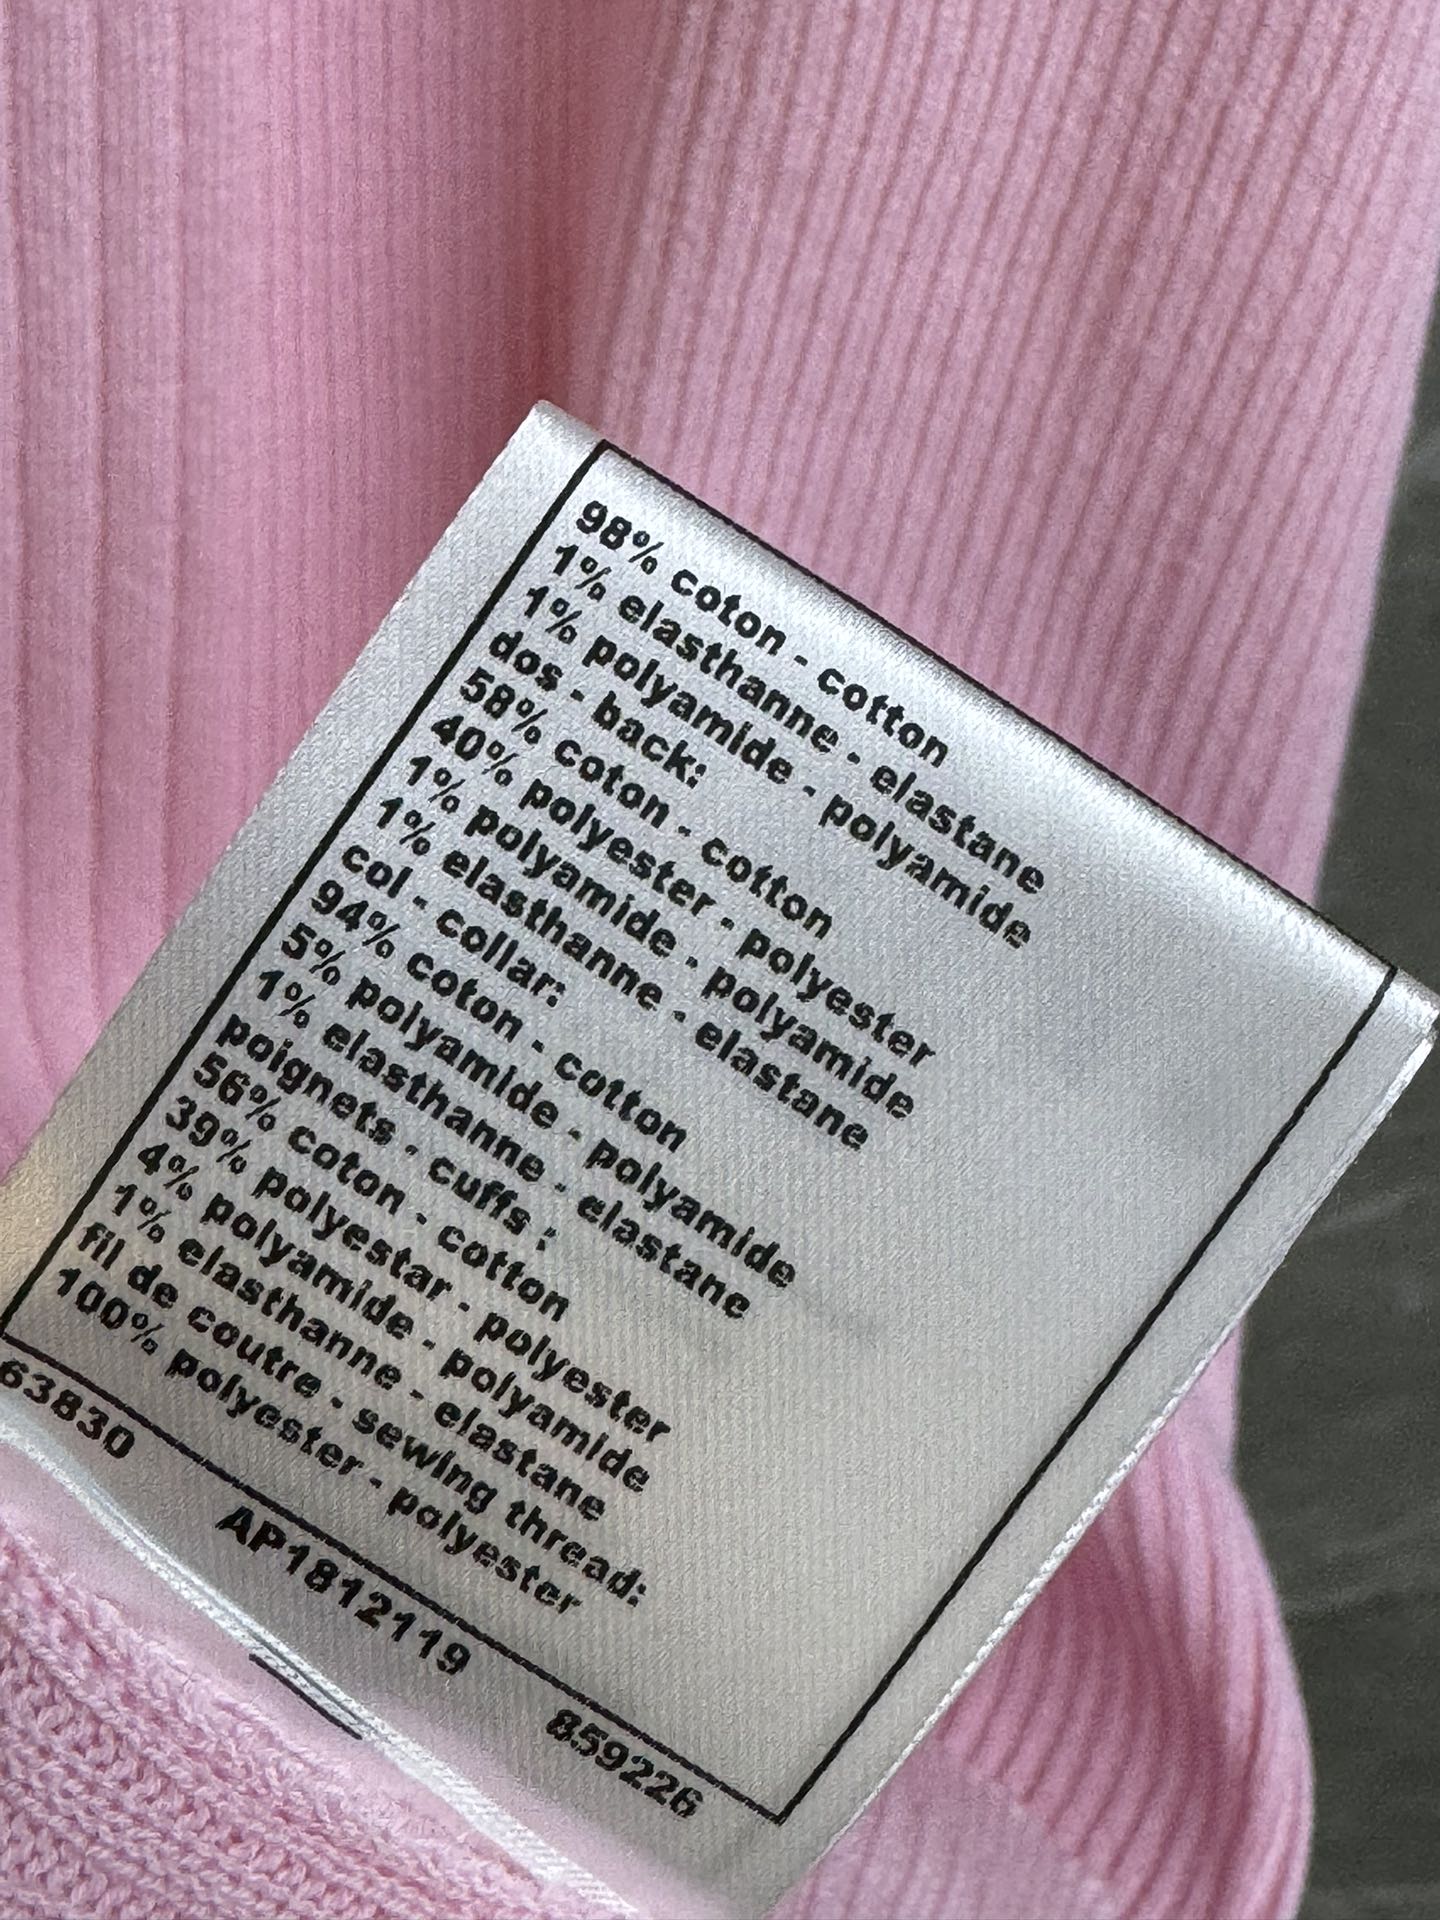 98% coton - cotton
1% elasthanne - elastane
1% polyamide - polyamide
dos - back:
58% coton - cotton
40% polyester - polyester
1% polyamide - polyamide
1% elasthanne - elastane
col - collar:
94% coton - cotton
5% polyamide - polyamide
1% elasthanne - elastane
poignets - cuffs :
56% coton - cotton
39% polyestar - polyester
4% polyamide - polyamide
1% elasthanne - elastane
fil de coutre - sewing thread:
100% polyester - polyester
63830 AP1812119 859226